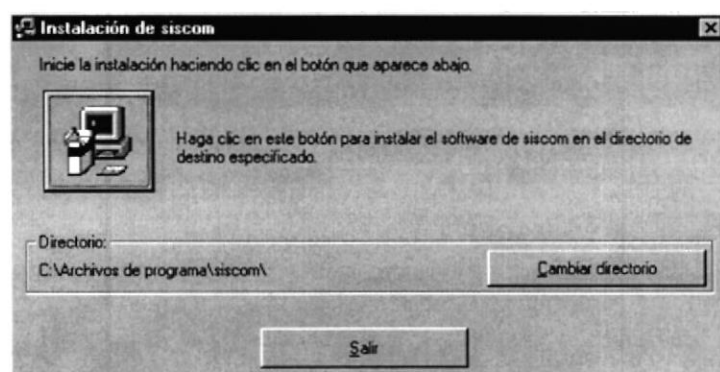 Instalación de siscom
Inicie la instalación haciendo clic en el botón que aparece abajo.
Haga clic en este botón para instalar el software de siscom en el directorio de
destino especificado.
Directorio:
C:\Archivos de programa\siscom\
Cambiar directorio
Salir